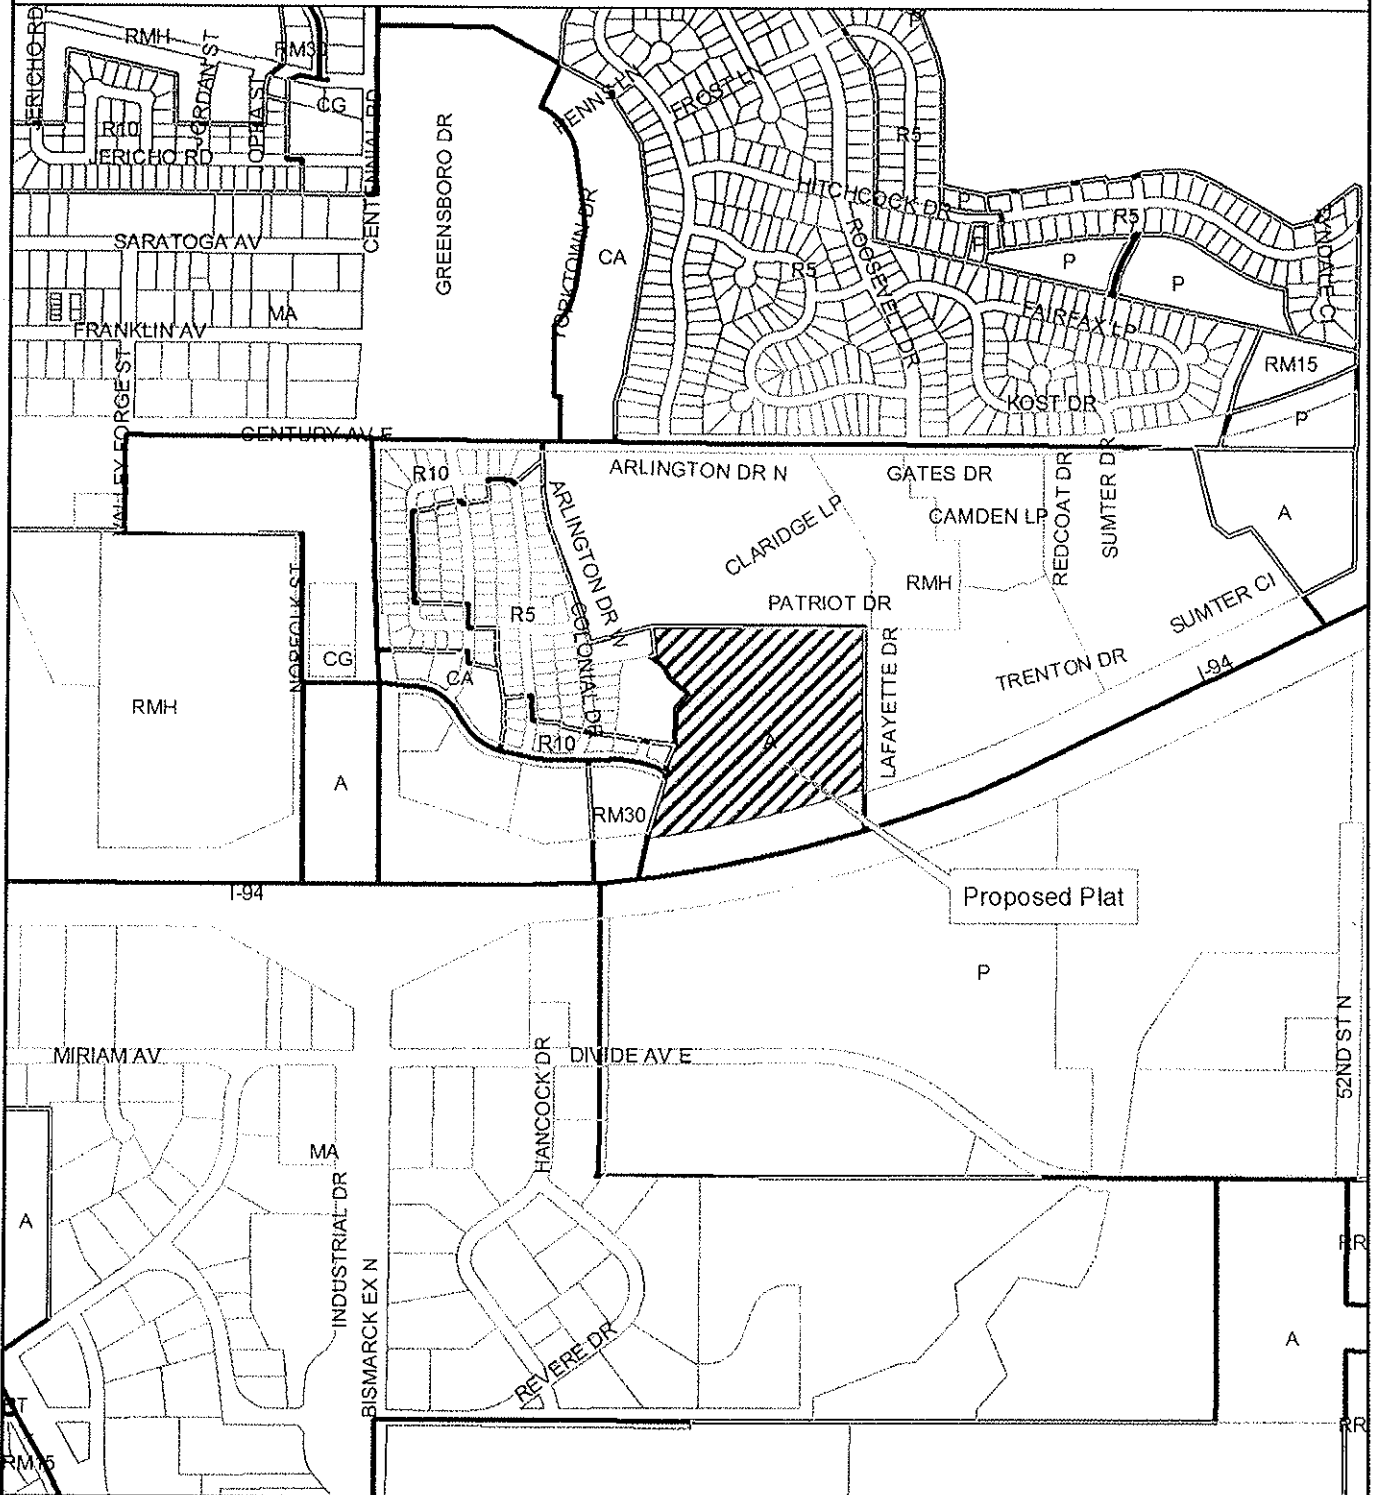 P
JERICHO RD
RMH
JORDAN ST
RM30
CG
OPHA ST
R10
JERICHO RD
CENTENNIAL RD
GREENSBORO DR
PENNS LN
FROST LN
R5
HITCHCOCK DR
P
P
R5
TYNDALE CI
SARATOGA AV
YORKTOWN DR
CA
R5
ROOSEVELT DR
P
P
MA
FRANKLIN AV
FAIRFAX LP
RM15
VALLEY FORGE ST
KOST DR
P
CENTURY AV E
R10
ARLINGTON DR N
GATES DR
REDCOAT DR
SUMTER DR
ARLINGTON DR W
CLARIDGE LP
CAMDEN LP
A
RMH
NORFOLK ST
R5
COLONIAL DR
PATRIOT DR
SUMTER CI
CG
CA
LAFAYETTE DR
TRENTON DR
I-94
RMH
R10
A
A
RM30
I-94
Proposed Plat
P
MIRIAM AV
HANCOCK DR
DIVIDE AV E
52ND ST N
MA
INDUSTRIAL DR
A
BISMARCK EX N
RR
REVERE DR
A
RR
RM15